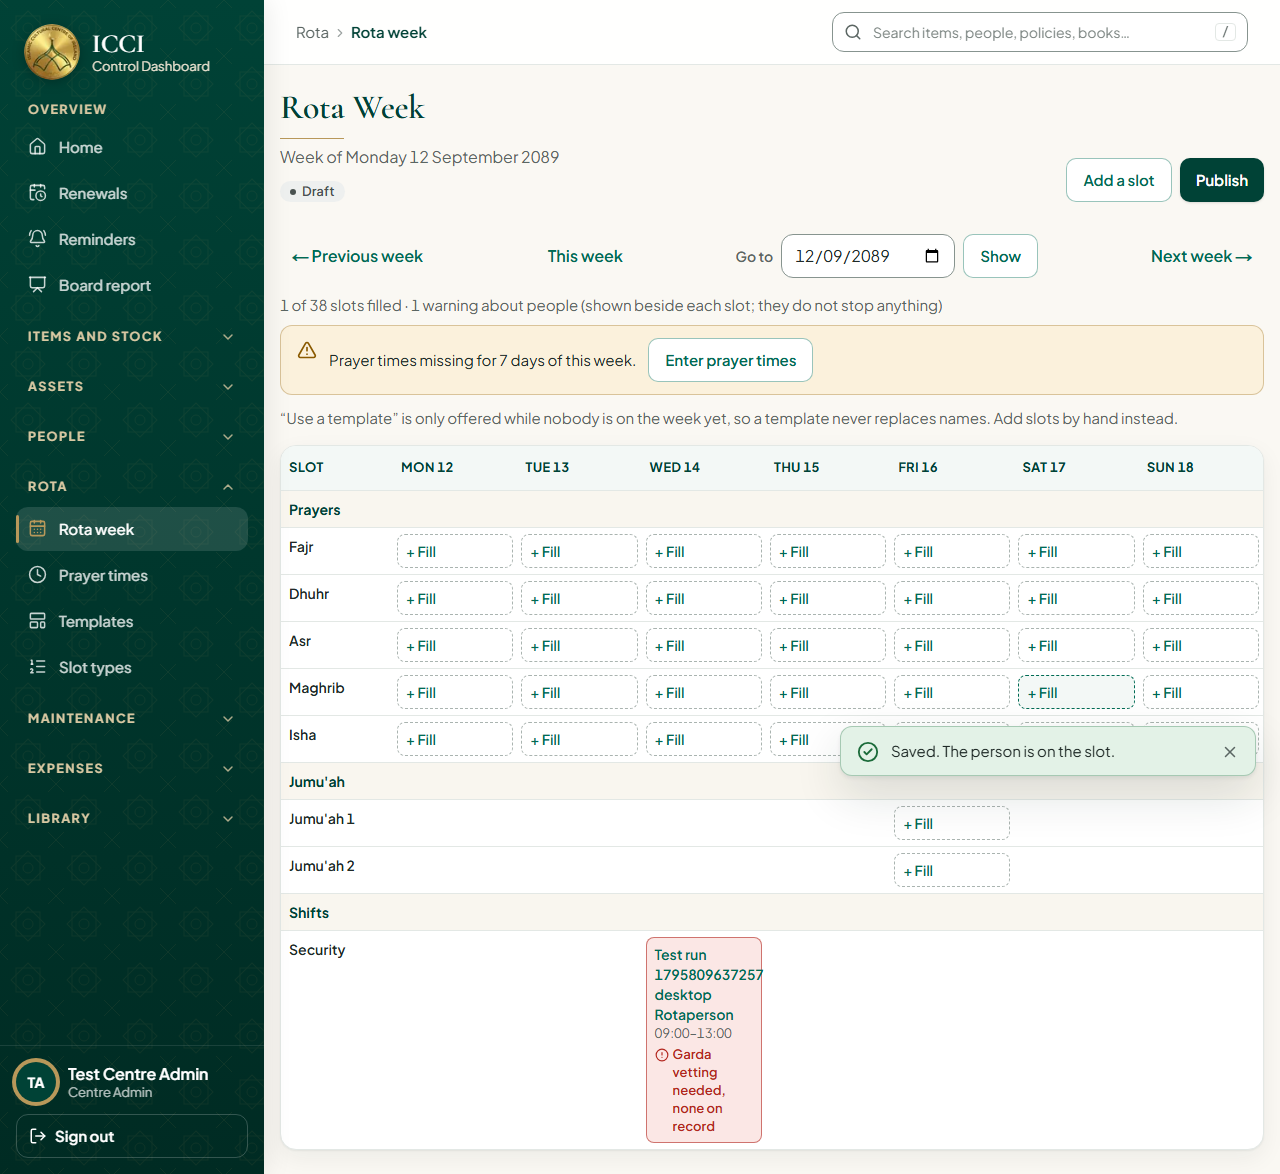 ICCI
Control Dashboard
OVERVIEW
Home
Renewals
Reminders
Board report
ITEMS AND STOCK
ASSETS
PEOPLE
ROTA
Rota week
Prayer times
Templates
Slot types
MAINTENANCE
EXPENSES
LIBRARY
TA
Test Centre Admin
Centre Admin
Sign out
Rota › Rota week
Search items, people, policies, books… /
Rota Week
Week of Monday 12 September 2089
Draft
Add a slot Publish
← Previous week This week Go to 12/09/2089 Show Next week →
1 of 38 slots filled · 1 warning about people (shown beside each slot; they do not stop anything)
Prayer times missing for 7 days of this week. Enter prayer times
“Use a template” is only offered while nobody is on the week yet, so a template never replaces names. Add slots by hand instead.
SLOT MON 12 TUE 13 WED 14 THU 15 FRI 16 SAT 17 SUN 18
Prayers
Fajr + Fill + Fill + Fill + Fill + Fill + Fill + Fill
Dhuhr + Fill + Fill + Fill + Fill + Fill + Fill + Fill
Asr + Fill + Fill + Fill + Fill + Fill + Fill + Fill
Maghrib + Fill + Fill + Fill + Fill + Fill + Fill + Fill
Isha + Fill + Fill + Fill + Fill
Saved. The person is on the slot.
Jumu'ah
Jumu'ah 1 + Fill
Jumu'ah 2 + Fill
Shifts
Security
Test run
1795809637257
desktop
Rotaperson
09:00–13:00
Garda
vetting
needed,
none on
record